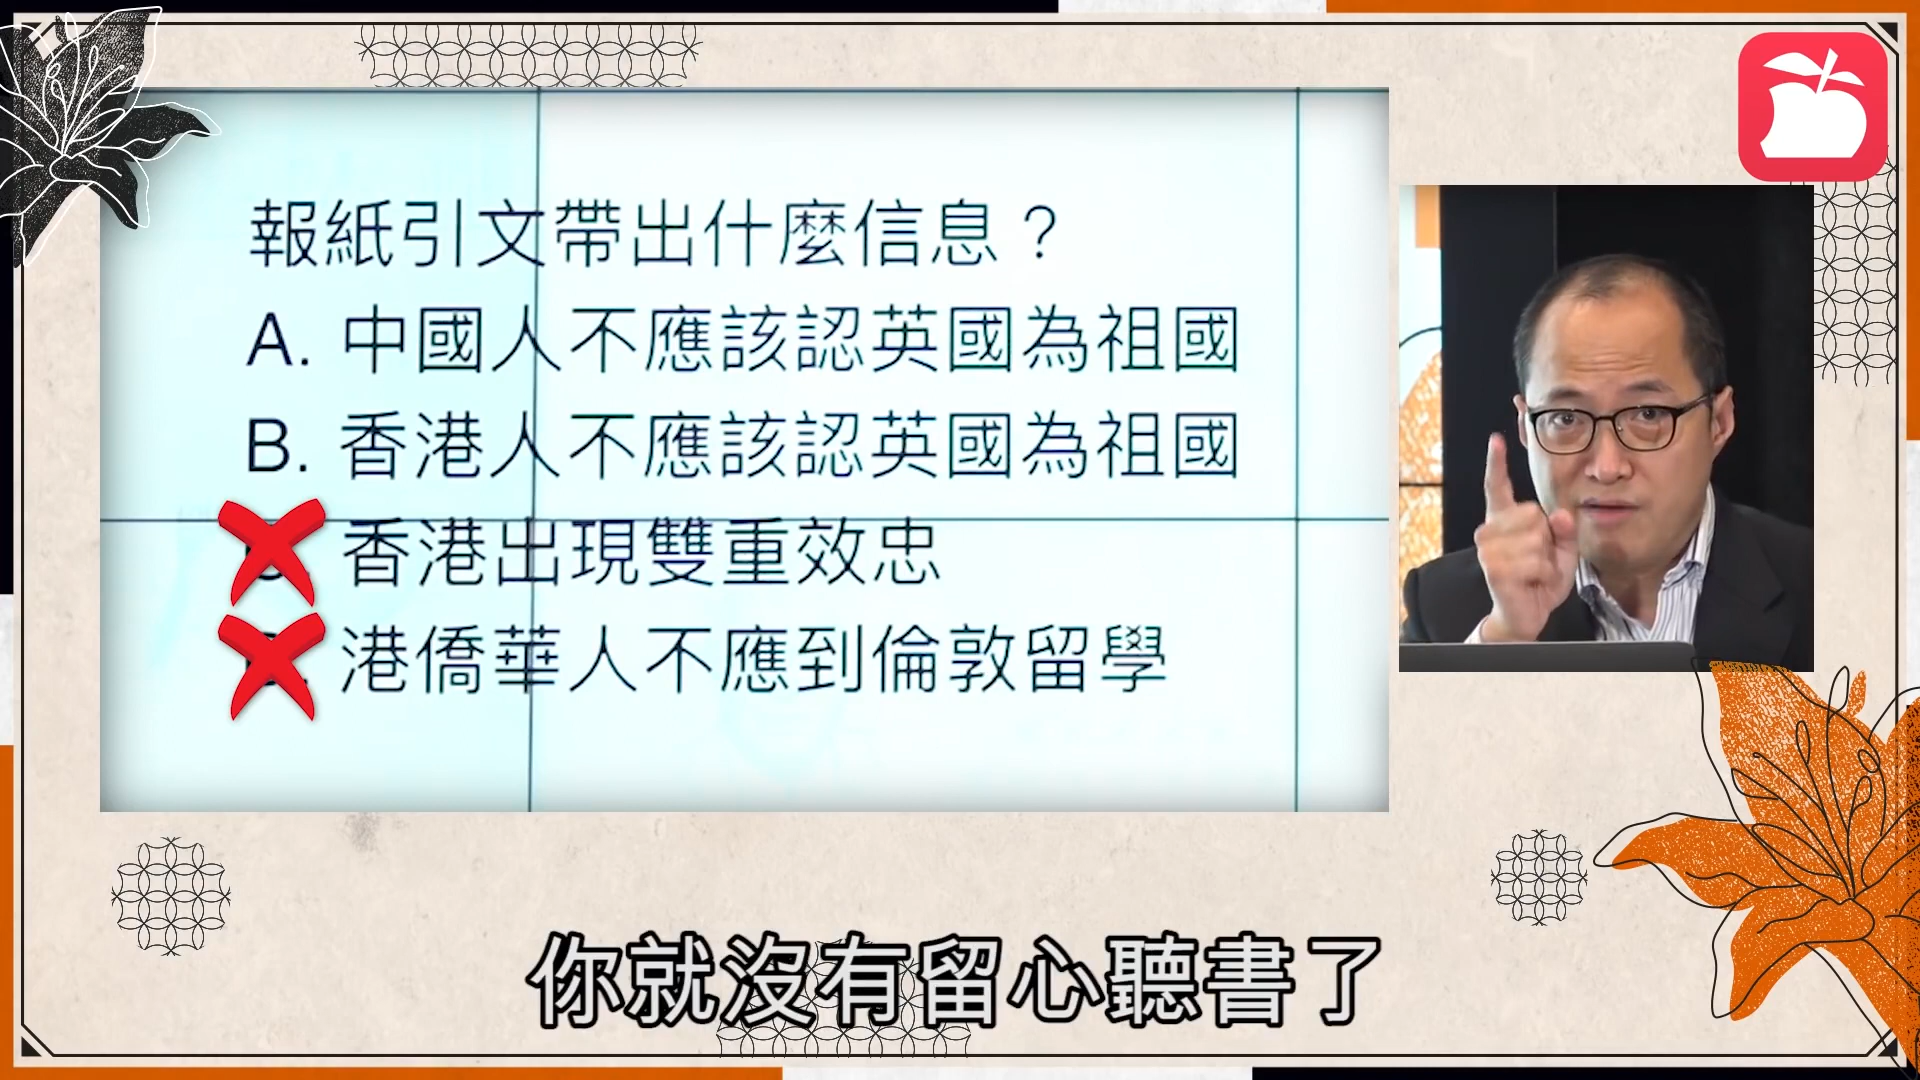 報紙引文帶出什麼信息？
A. 中國人不應該認英國為祖國
B. 香港人不應該認英國為祖國
香港出現雙重效忠
港僑華人不應到倫敦留學
你就沒有留心聽書了